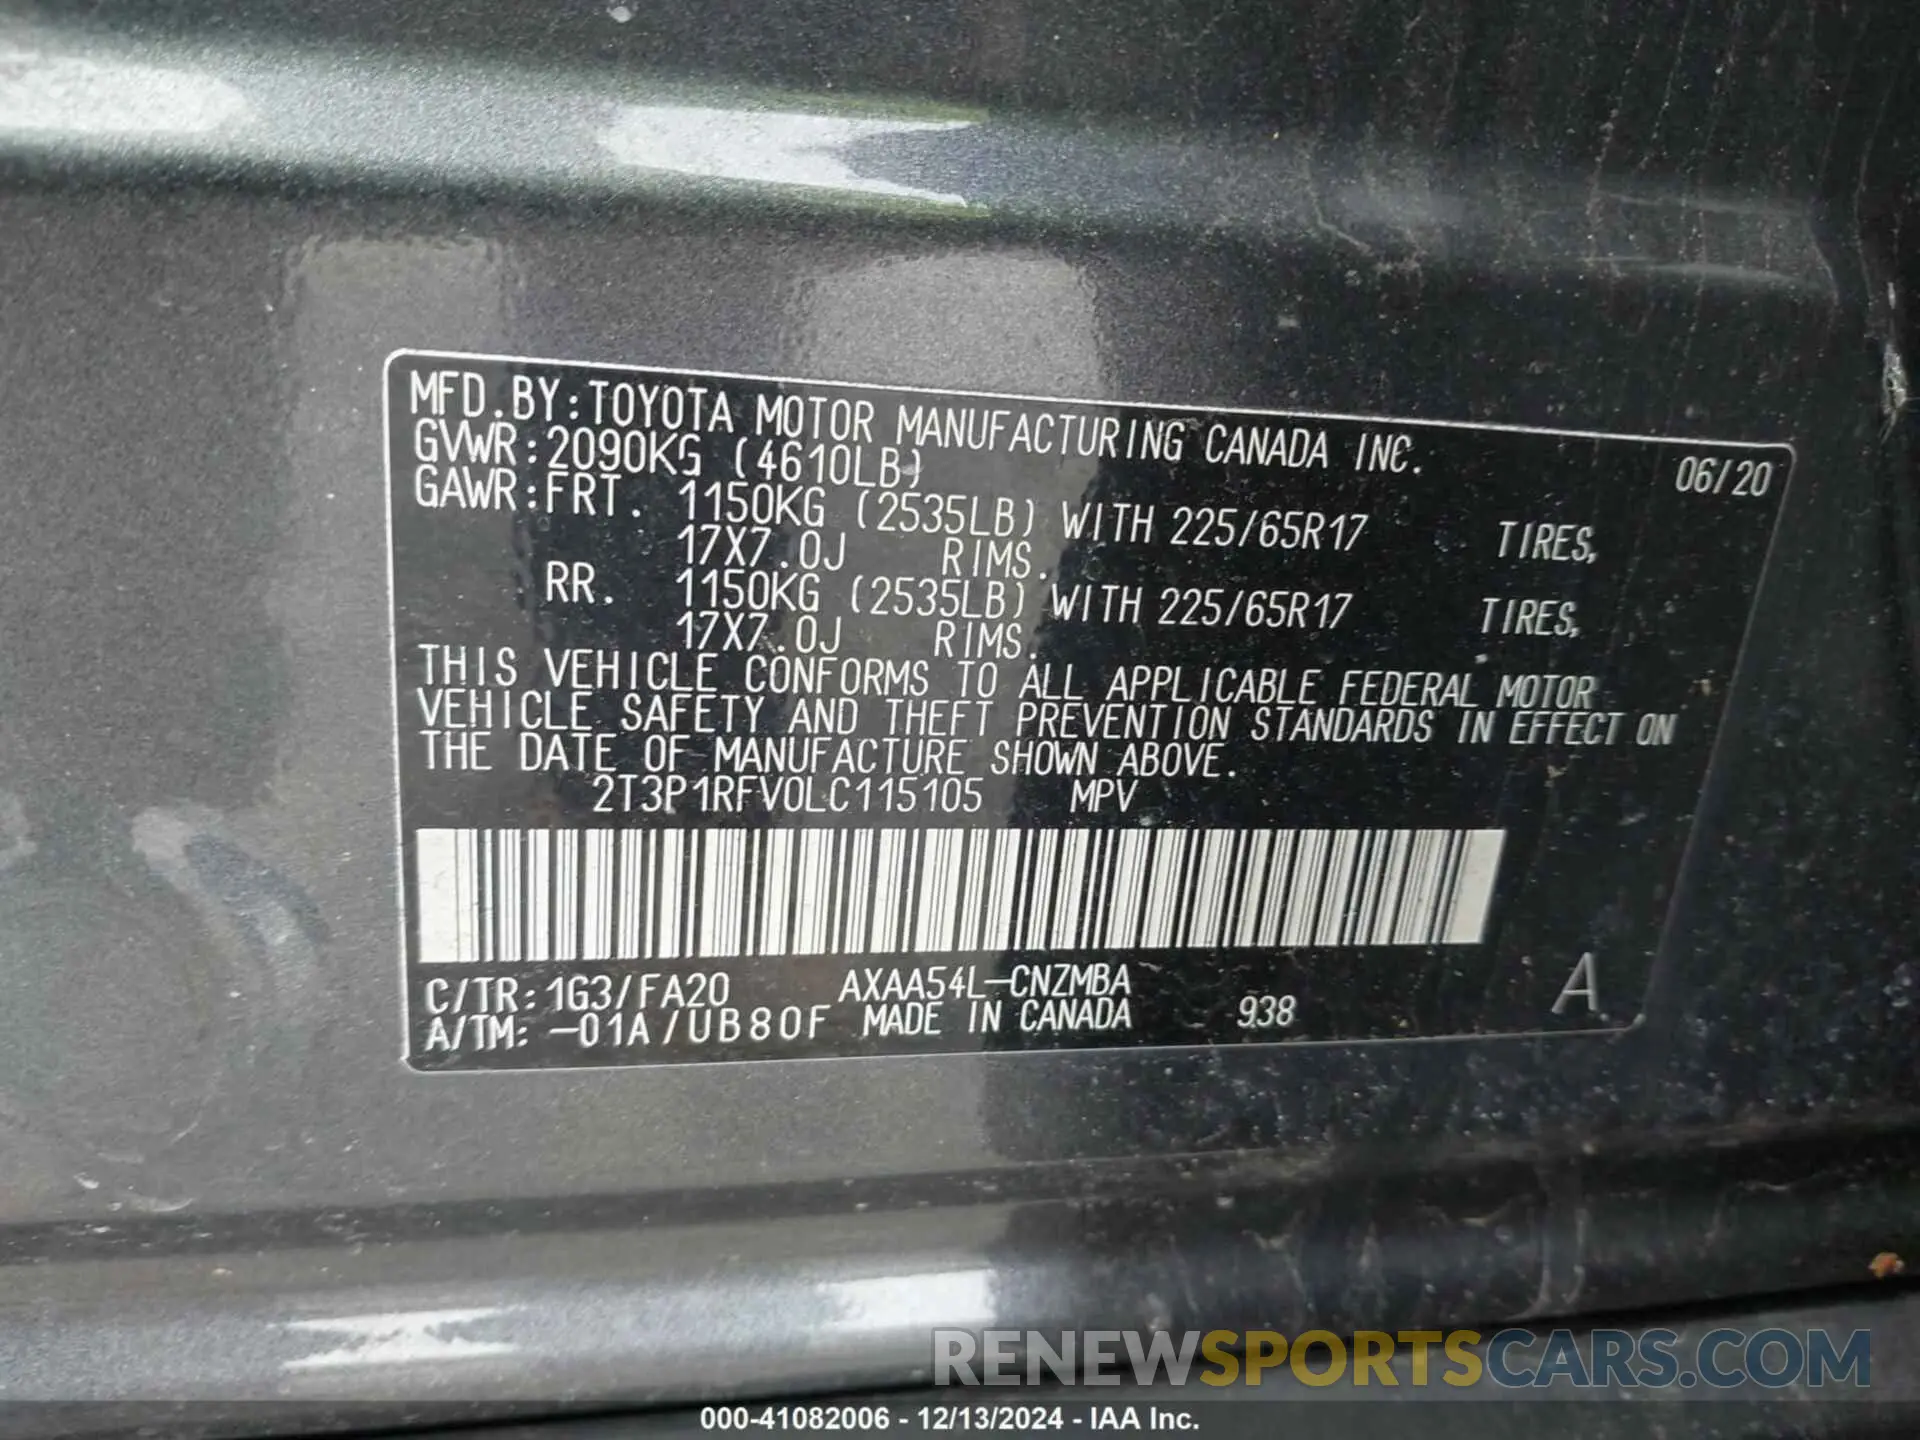 MFD.BY:TOYOTA MOTOR MANUFACTURING CANADA INC. 06/20
GVWR:2090KG (4610LB)
GAWR:FRT. 1150KG (2535LB) WITH 225/65R17 TIRES,
17X7.0J RIMS.
RR. 1150KG (2535LB) WITH 225/65R17 TIRES,
17X7.0J RIMS.
THIS VEHICLE CONFORMS TO ALL APPLICABLE FEDERAL MOTOR
VEHICLE SAFETY AND THEFT PREVENTION STANDARDS IN EFFECT ON
THE DATE OF MANUFACTURE SHOWN ABOVE.
2T3P1RFV0LC115105 MPV
C/TR:1G3/FA20 AXAA54L-CNZMBA A
A/TM:-01A/UB80F MADE IN CANADA 938
RENEWSPORTSCARS.COM
000-41082006 - 12/13/2024 - IAA Inc.